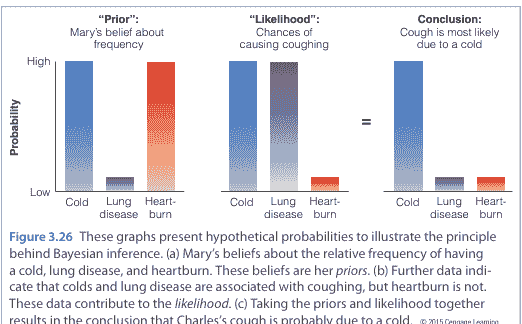 “Prior”:
Mary’s belief about
frequency
“Likelihood”:
Chances of
causing coughing
Conclusion:
Cough is most likely
due to a cold
High
Probability
Low
Cold
Lung
disease
Heart-
burn
Cold
Lung
disease
Heart-
burn
=
Cold
Lung
disease
Heart-
burn
Figure 3.26 These graphs present hypothetical probabilities to illustrate the principle
behind Bayesian inference. (a) Mary’s beliefs about the relative frequency of having
a cold, lung disease, and heartburn. These beliefs are her priors. (b) Further data indi-
cate that colds and lung disease are associated with coughing, but heartburn is not.
These data contribute to the likelihood. (c) Taking the priors and likelihood together
results in the conclusion that Charles’s cough is probably due to a cold. © 2015 Cengage Learning